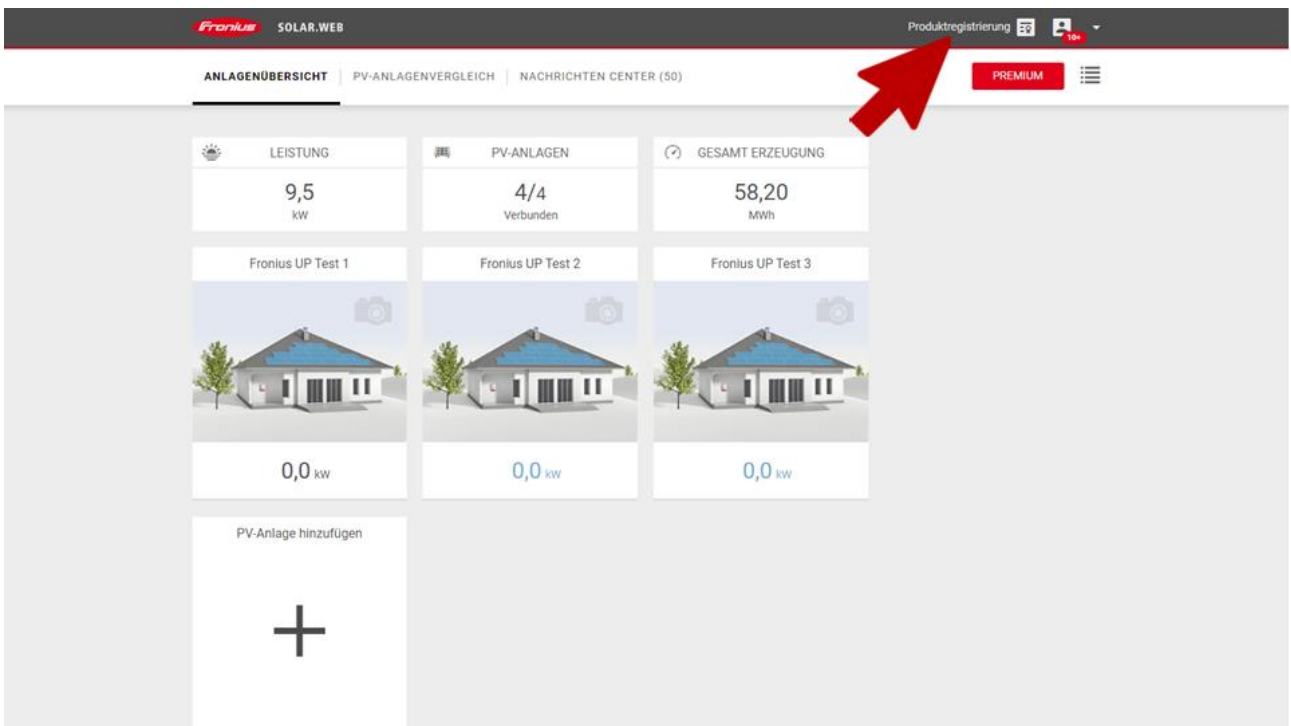 Fronius SOLAR.WEB
Produktregistrierung
10+
ANLAGENÜBERSICHT PV-ANLAGENVERGLEICH NACHRICHTEN CENTER (50)
PREMIUM
LEISTUNG
9,5
kW
PV-ANLAGEN
4/4
Verbunden
GESAMT ERZEUGUNG
58,20
MWh
Fronius UP Test 1
0,0 kW
Fronius UP Test 2
0,0 kW
Fronius UP Test 3
0,0 kW
PV-Anlage hinzufügen